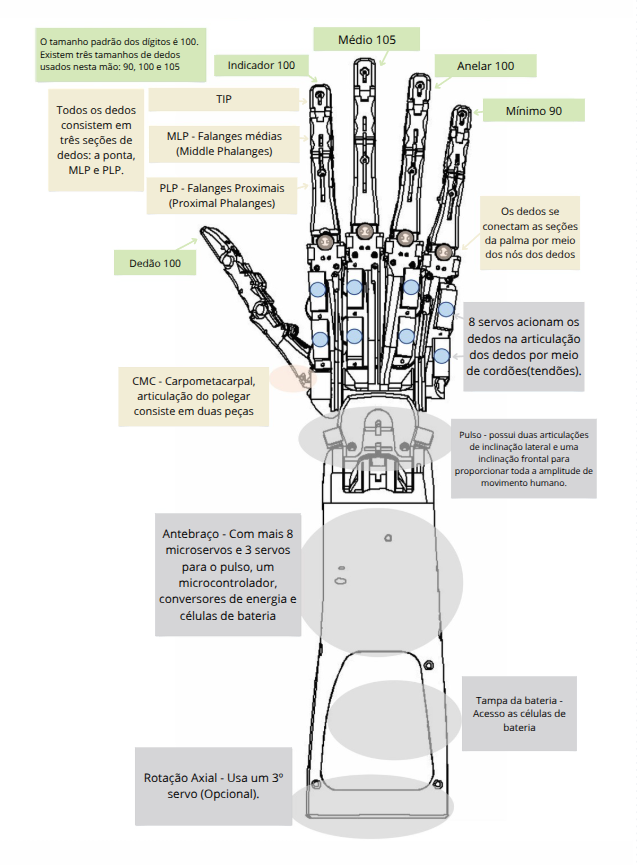 O tamanho padrão dos dígitos é 100.
Existem três tamanhos de dedos
usados nesta mão: 90, 100 e 105
Médio 105
Indicador 100
Anelar 100
Mínimo 90
Todos os dedos
consistem em
três seções de
dedos: a ponta,
MLP e PLP.
TIP
MLP - Falanges médias
(Middle Phalanges)
PLP - Falanges Proximais
(Proximal Phalanges)
Os dedos se
conectam as seções
da palma por meio
dos nós dos dedos
Dedão 100
8 servos acionam os
dedos na articulação
dos dedos por meio
de cordões(tendões).
CMC - Carpometacarpal,
articulação do polegar
consiste em duas peças
Pulso - possui duas articulações
de inclinação lateral e uma
inclinação frontal para
proporcionar toda a amplitude de
movimento humano.
Antebraço - Com mais 8
microservos e 3 servos
para o pulso, um
microcontrolador,
conversores de energia e
células de bateria
Tampa da bateria -
Acesso as células de
bateria
Rotação Axial - Usa um 3º
servo (Opcional).